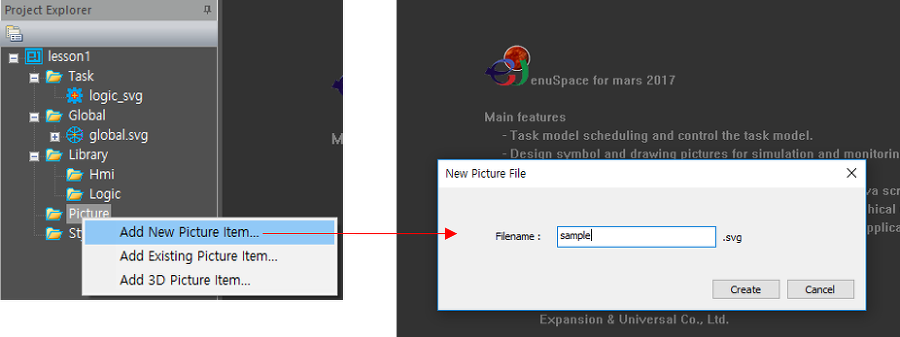 Project Explorer
lesson1
Task
logic_svg
Global
global.svg
Library
Hmi
Logic
Picture
Sty
Add New Picture Item...
Add Existing Picture Item...
Add 3D Picture Item...
M
enuSpace for mars 2017
Main features
- Task model scheduling and control the task model.
- Design symbol and drawing pictures for simulation and monitorin
va scr
hical
applica
New Picture File
Filename :
sample
.svg
Create
Cancel
Expansion & Universal Co., Ltd.